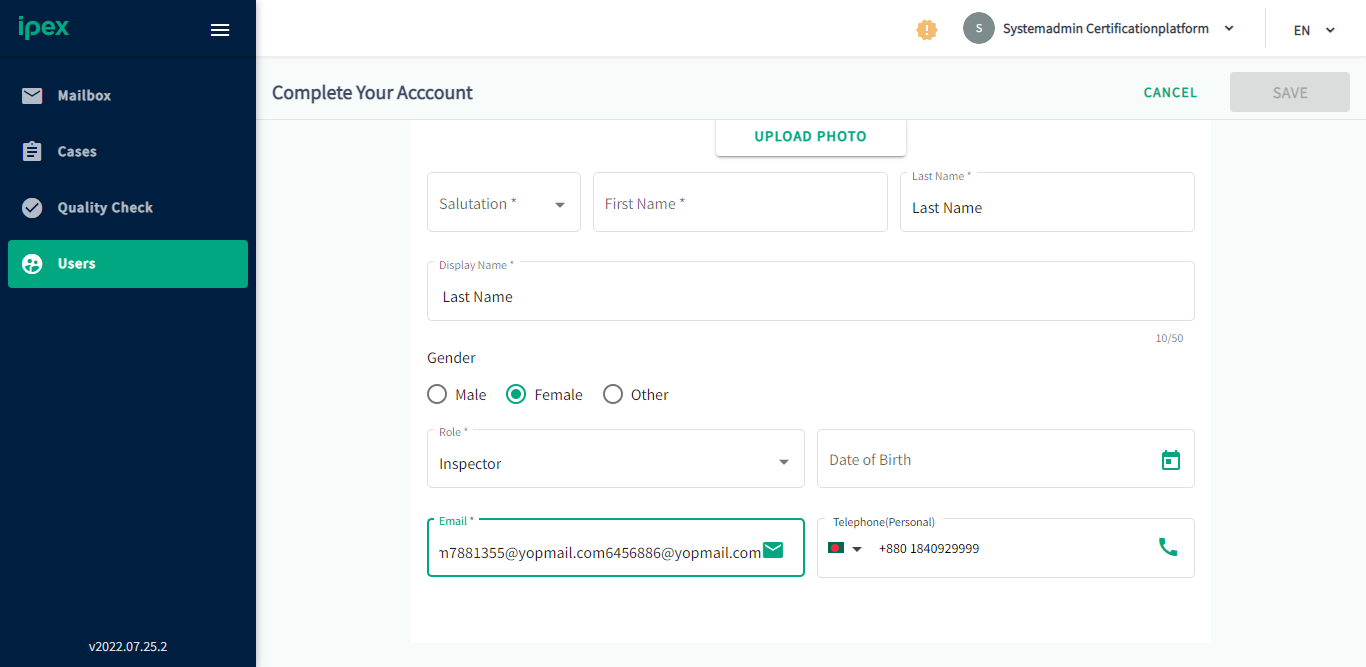 ipex
S
Systemadmin Certificationplatform
EN
Mailbox
Cases
Quality Check
Users
v2022.07.25.2
Complete Your Acccount
CANCEL
SAVE
UPLOAD PHOTO
Salutation *
First Name *
Last Name *
Last Name
Display Name *
Last Name
10/50
Gender
Male
Female
Other
Role *
Inspector
Date of Birth
Email *
n7881355@yopmail.com6456886@yopmail.com
Telephone(Personal)
+880 1840929999